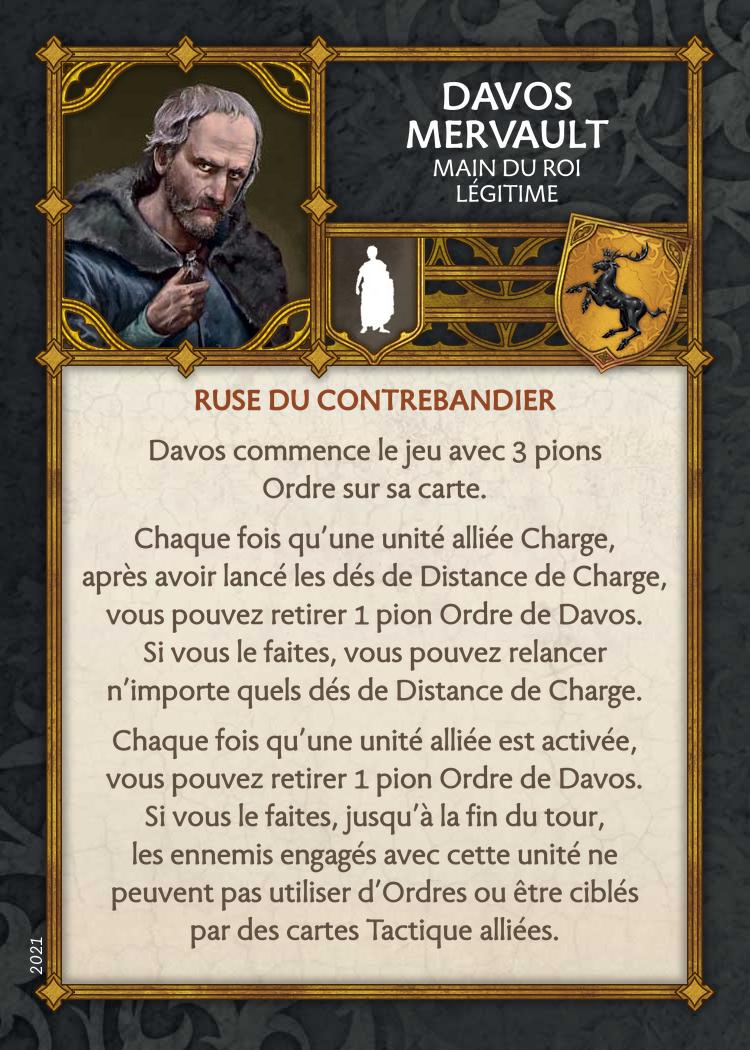 DAVOS
MERVAULT
MAIN DU ROI
LÉGITIME
RUSE DU CONTREBANDIER
Davos commence le jeu avec 3 pions
Ordre sur sa carte.
Chaque fois qu’une unité alliée Charge,
après avoir lancé les dés de Distance de Charge,
vous pouvez retirer 1 pion Ordre de Davos.
Si vous le faites, vous pouvez relancer
n’importe quels dés de Distance de Charge.
Chaque fois qu’une unité alliée est activée,
vous pouvez retirer 1 pion Ordre de Davos.
Si vous le faites, jusqu’à la fin du tour,
les ennemis engagés avec cette unité ne
peuvent pas utiliser d’Ordres ou être ciblés
par des cartes Tactique alliées.
2021